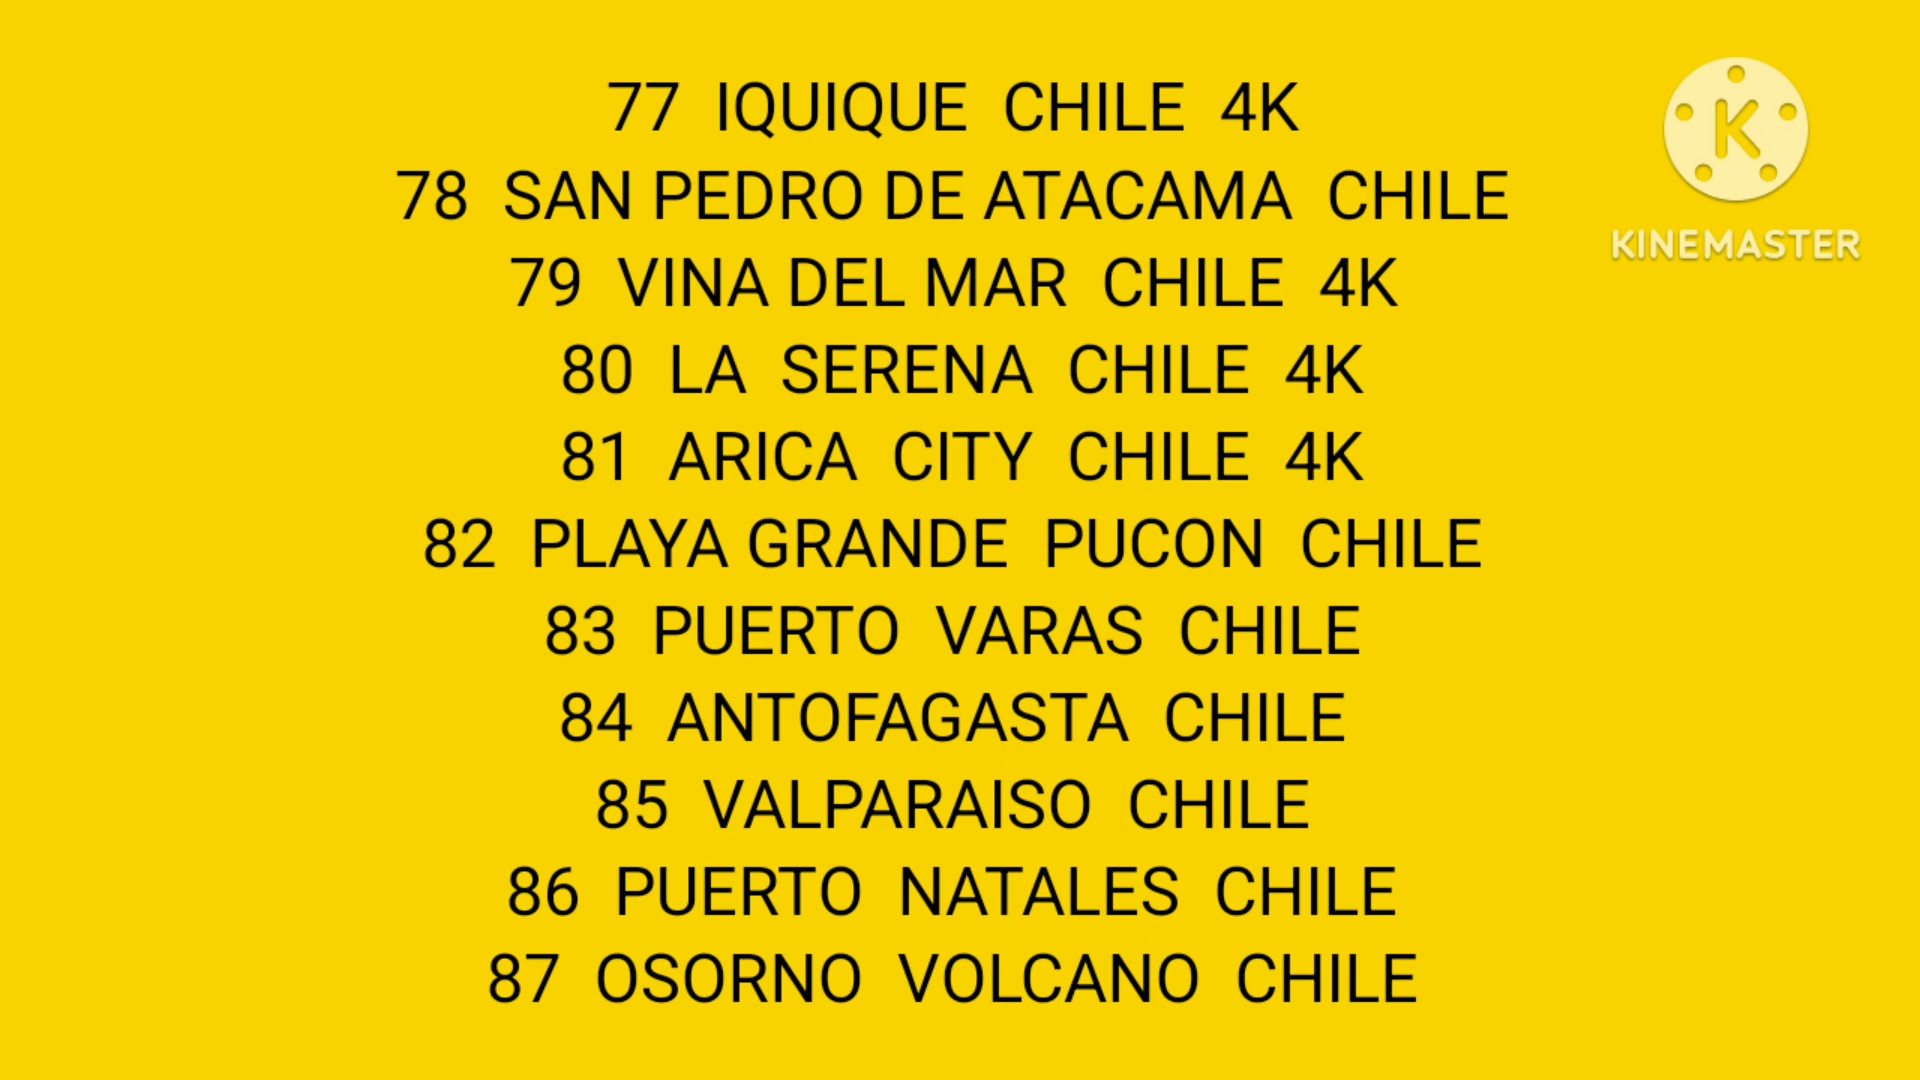 77 IQUIQUE CHILE 4K
78 SAN PEDRO DE ATACAMA CHILE
79 VINA DEL MAR CHILE 4K
80 LA SERENA CHILE 4K
81 ARICA CITY CHILE 4K
82 PLAYA GRANDE PUCON CHILE
83 PUERTO VARAS CHILE
84 ANTOFAGASTA CHILE
85 VALPARAISO CHILE
86 PUERTO NATALES CHILE
87 OSORNO VOLCANO CHILE
K
KINEMASTER